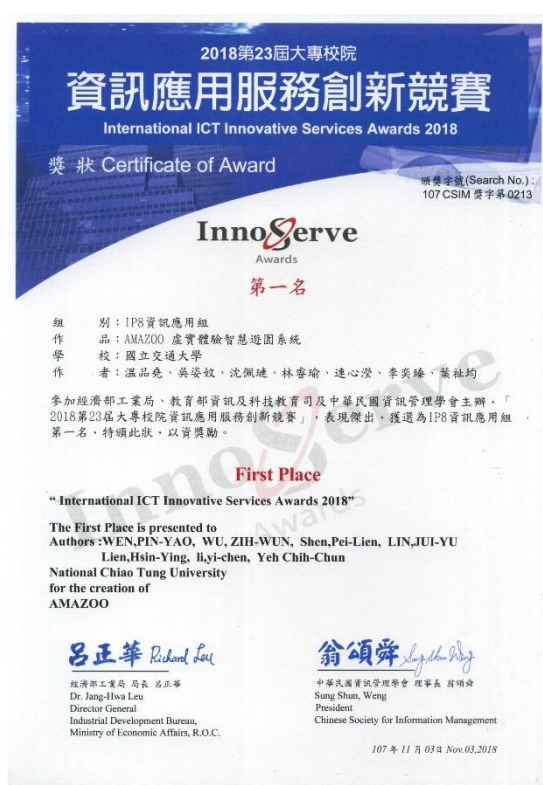 2018第23屆大專校院
資訊應用服務創新競賽
International ICT Innovative Services Awards 2018
獎 狀 Certificate of Award
頒獎字號(Search No.) :
107 CSIM 獎字第0213
InnoServe
Awards
第一名
組 別：IP8資訊應用組
作 品：AMAZOO 虛實體驗智慧遊園系統
學 校：國立交通大學
作 者：溫品堯、吳姿妏、沈佩璉、林睿瑜、連心瀅、李奕臻、葉祉均
參加經濟部工業局、教育部資訊及科技教育司及中華民國資訊管理學會主辦，「
2018第23屆大專校院資訊應用服務創新競賽」，表現傑出，獲選為IP8資訊應用組
第一名，特頒此狀，以資獎勵。
First Place
“ International ICT Innovative Services Awards 2018”
The First Place is presented to
Authors :WEN,PIN-YAO, WU, ZIH-WUN, Shen,Pei-Lien, LIN,JUI-YU
Lien,Hsin-Ying, li,yi-chen, Yeh Chih-Chun
National Chiao Tung University
for the creation of
AMAZOO
呂正華 Richard Leu
經濟部工業局 局長 呂正華
Dr. Jang-Hwa Leu
Director General
Industrial Development Bureau,
Ministry of Economic Affairs, R.O.C.
翁頌舜 Sung Shun Weng
中華民國資訊管理學會 理事長 翁頌舜
Sung Shun, Weng
President
Chinese Society for Information Management
107 年 11 月 03日 Nov.03,2018
InnoServe
Awards